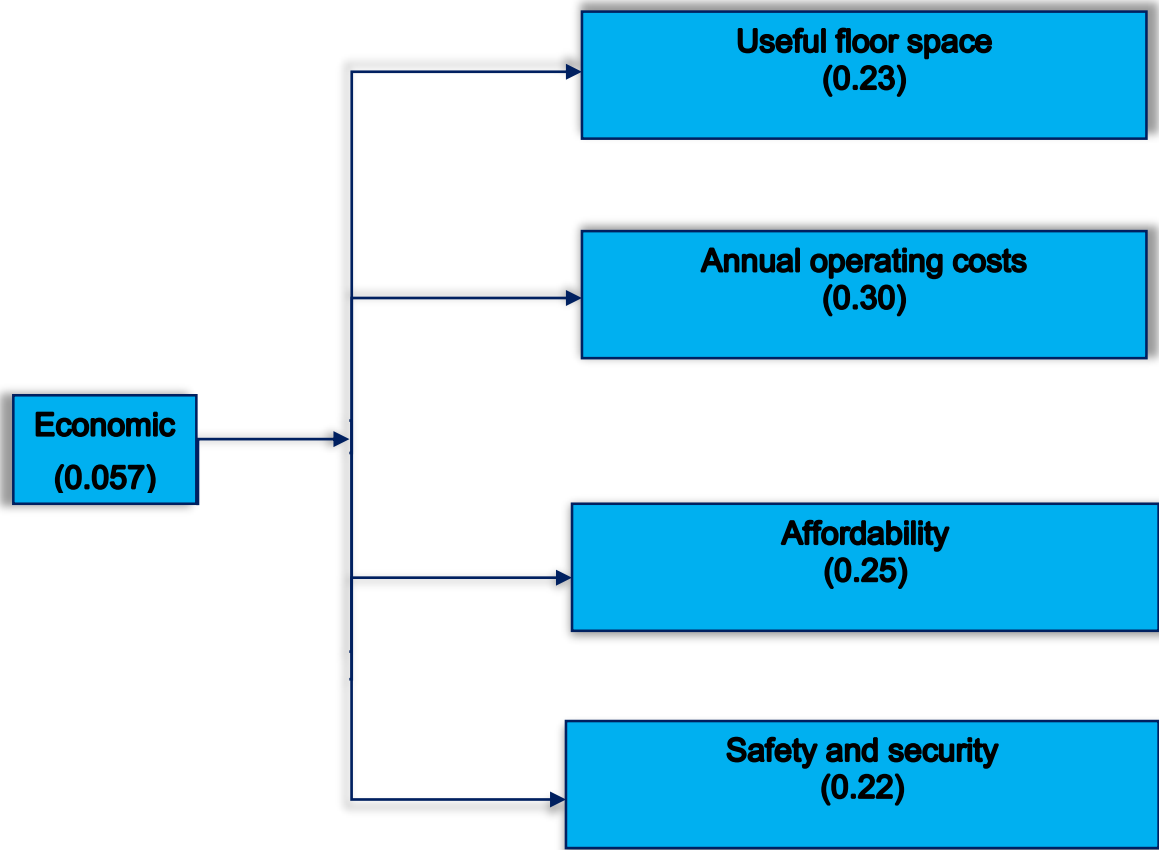 Useful floor space
(0.23)
Annual operating costs
(0.30)
Economic
(0.057)
Affordability
(0.25)
Safety and security
(0.22)